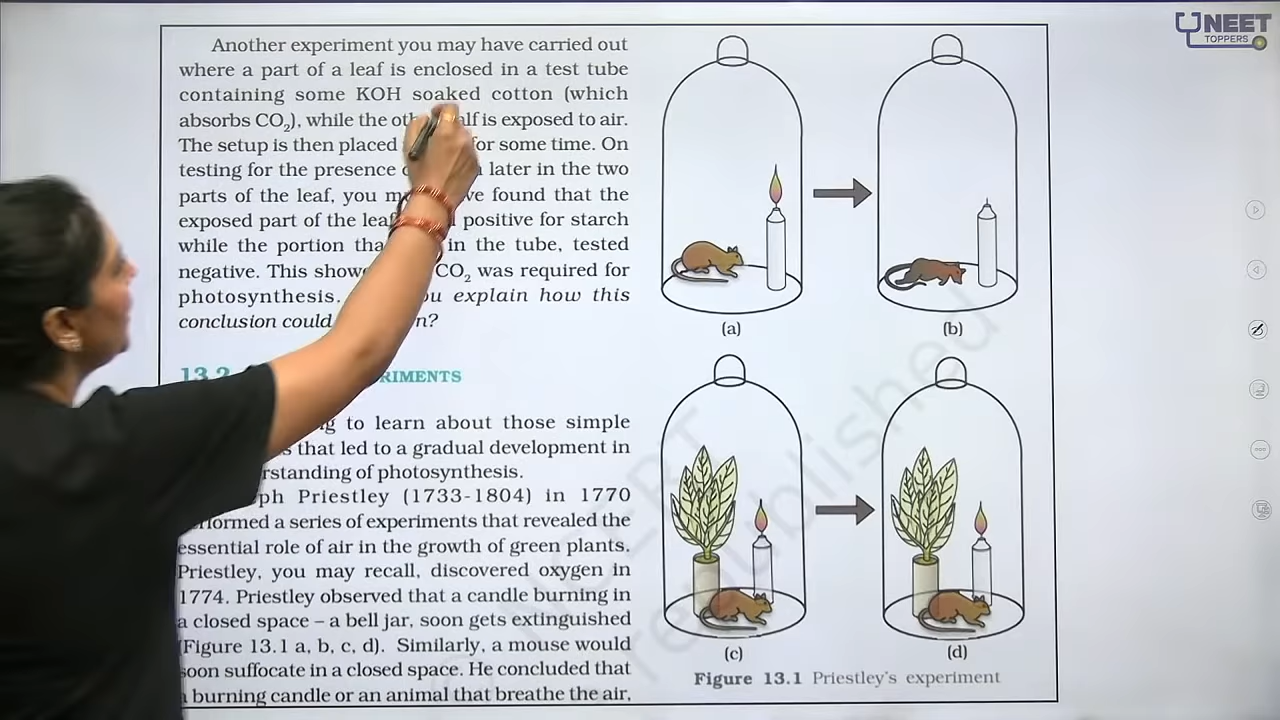 Another experiment you may have carried out
where a part of a leaf is enclosed in a test tube
containing some KOH soaked cotton (which
absorbs CO₂), while the is exposed to air.
The setup is then placed for some time. On
testing for the presence later in the two
parts of the leaf, you found that the
exposed part of the leaf positive for starch
while the portion in the tube, tested
negative. This CO₂ was required for
photosynthesis. explain how this
conclusion could
13.2
to learn about those simple
that led to a gradual development in
of photosynthesis.
Priestley (1733-1804) in 1770
a series of experiments that revealed the
essential role of air in the growth of green plants.
Priestley, you may recall, discovered oxygen in
1774. Priestley observed that a candle burning in
a closed space – a bell jar, soon gets extinguished
(Figure 13.1 a, b, c, d). Similarly, a mouse would
soon suffocate in a closed space. He concluded that
a burning candle or an animal that breathe the air,
(a)
(b)
(c)
(d)
Figure 13.1 Priestley's experiment
NEET
TOPPERS
NCERT
republished